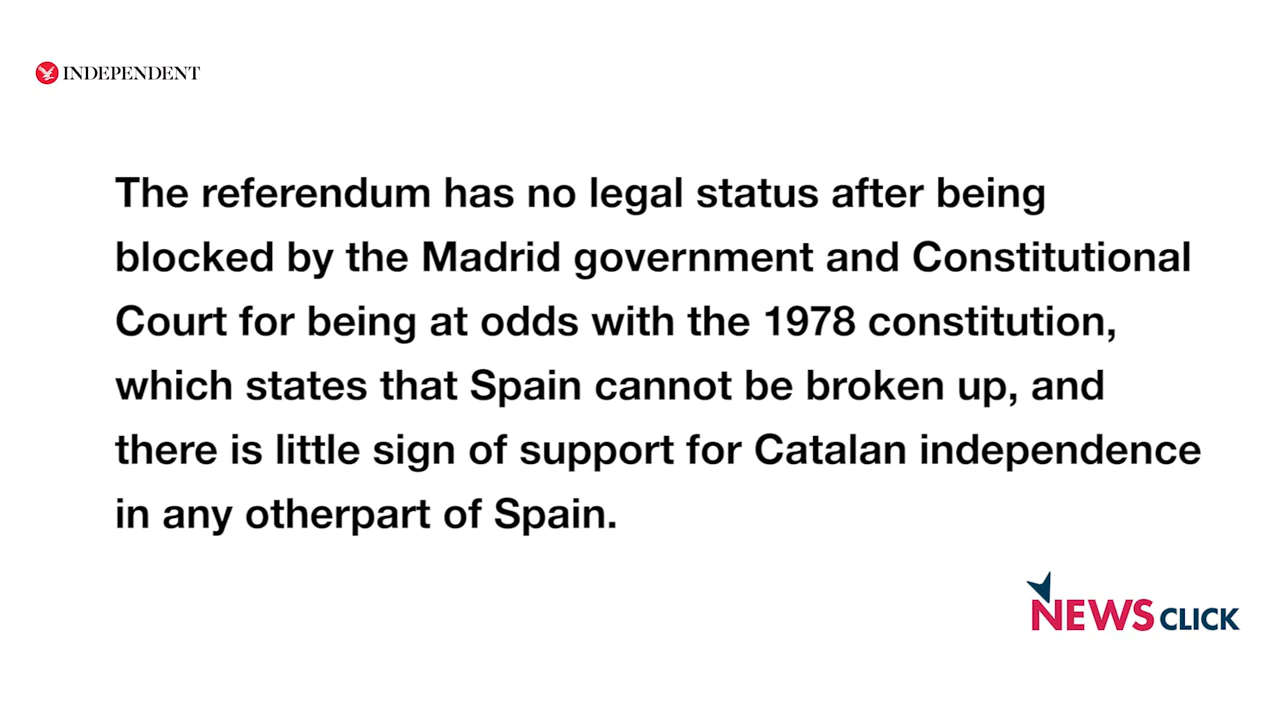 INDEPENDENT
The referendum has no legal status after being
blocked by the Madrid government and Constitutional
Court for being at odds with the 1978 constitution,
which states that Spain cannot be broken up, and
there is little sign of support for Catalan independence
in any otherpart of Spain.
NEWSCLICK